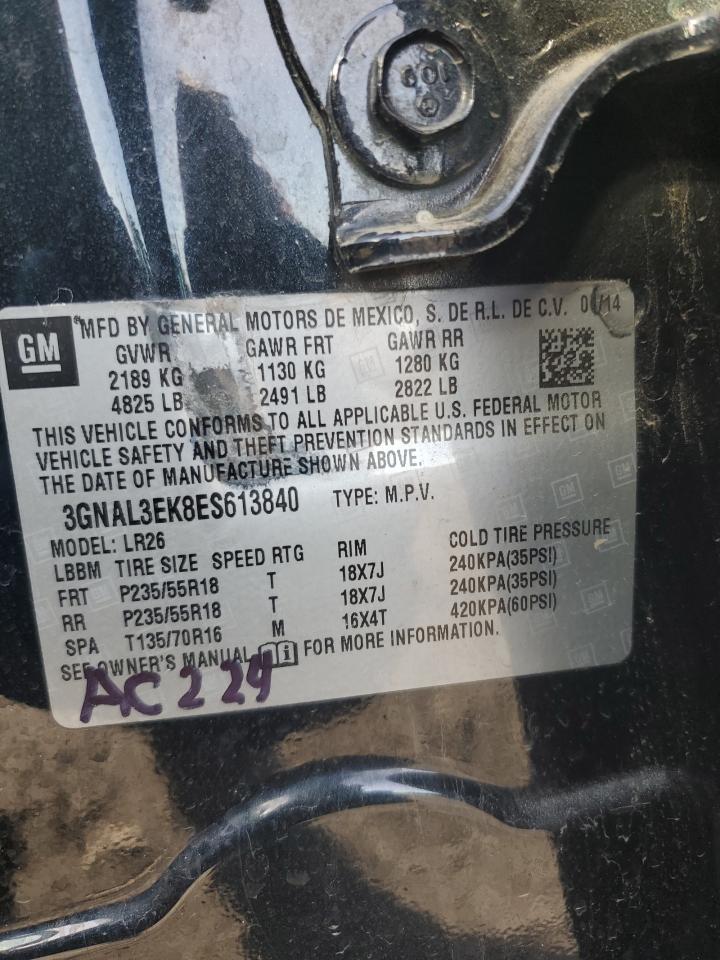 109
GM
MFD BY GENERAL MOTORS DE MEXICO, S. DE R.L. DE C.V.
GVWR GAWR FRT GAWR RR
2189 KG 1130 KG 1280 KG
4825 LB 2491 LB 2822 LB
THIS VEHICLE CONFORMS TO ALL APPLICABLE U.S. FEDERAL MOTOR
VEHICLE SAFETY AND THEFT PREVENTION STANDARDS IN EFFECT ON
THE DATE OF MANUFACTURE SHOWN ABOVE.
3GNAL3EK8ES613840 TYPE: M.P.V.
MODEL: LR26
LBBM TIRE SIZE SPEED RTG RIM COLD TIRE PRESSURE
FRT P235/55R18 T 18X7J 240KPA(35PSI)
RR P235/55R18 T 18X7J 240KPA(35PSI)
SPA T135/70R16 M 16X4T 420KPA(60PSI)
SEE OWNER'S MANUAL FOR MORE INFORMATION.
AC224